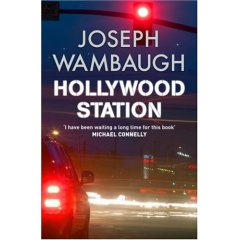 JOSEPH
WAMBAUGH
HOLLYWOOD
STATION
'I have been waiting a long time for this book'
MICHAEL CONNELLY